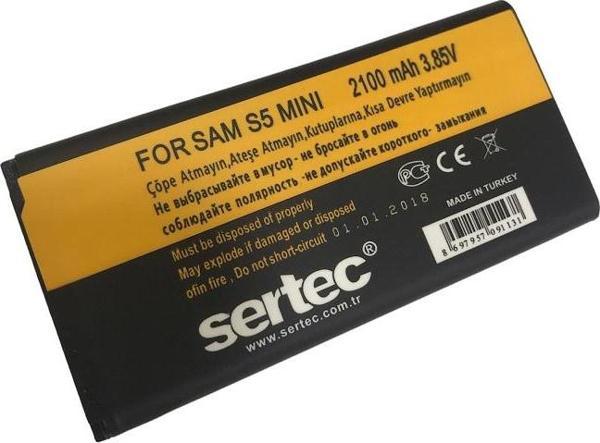 FOR SAM S5 MINI 2100 mAh 3.85V
Çöpe Atmayın,Ateşe Atmayın,Kutuplarına,Kısa Devre Yaptırmayın
Не выбрасывайте в мусор - не бросайте в огонь
соблюдайте полярность -не допускайте короткого замыкания
Must be disposed of properly
May explode if damaged or disposed
ofin fire , Do not short-circuit
01.01.2018
PG
CE
MADE IN TURKEY
8 697957 091131
sertec®
www.sertec.com.tr